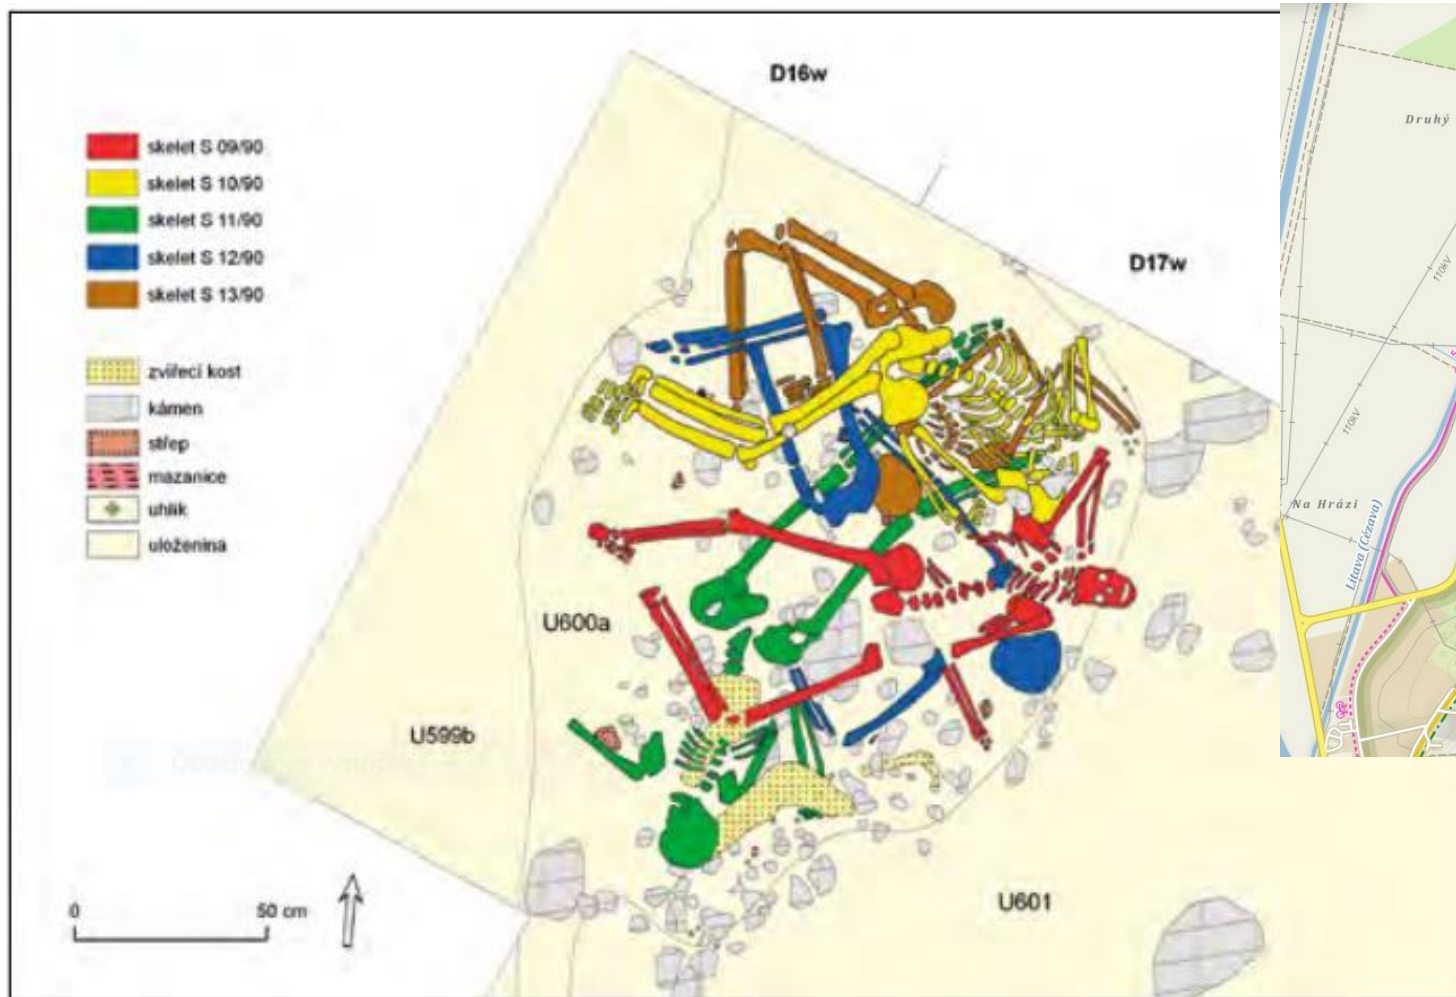 D16w
D17w
skelet S 09/90
skelet S 10/90
skelet S 11/90
skelet S 12/90
skelet S 13/90
zvířecí kost
kámen
střep
mazanice
uhlík
uloženina
U600a
U599b
U601
0
50 cm
Druhý
110kV
110kV
Na Hrázi
Litava (Cézava)